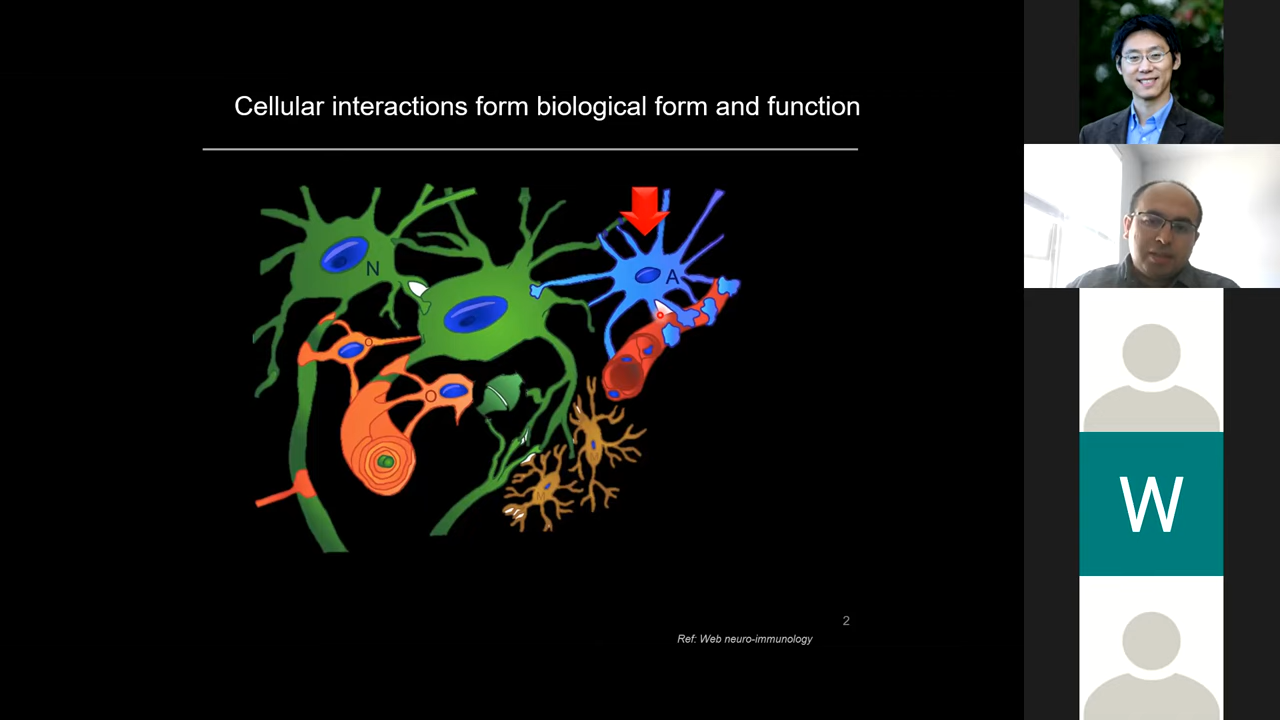 Cellular interactions form biological form and function
N
A
O
O
2
Ref: Web neuro-immunology
W